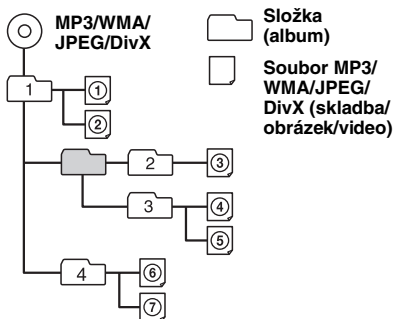 MP3/WMA/
JPEG/DivX
Složka
(album)
Soubor MP3/
WMA/JPEG/
DivX (skladba/
obrázek/video)
1
①
②
2
③
3
④
⑤
4
⑥
⑦